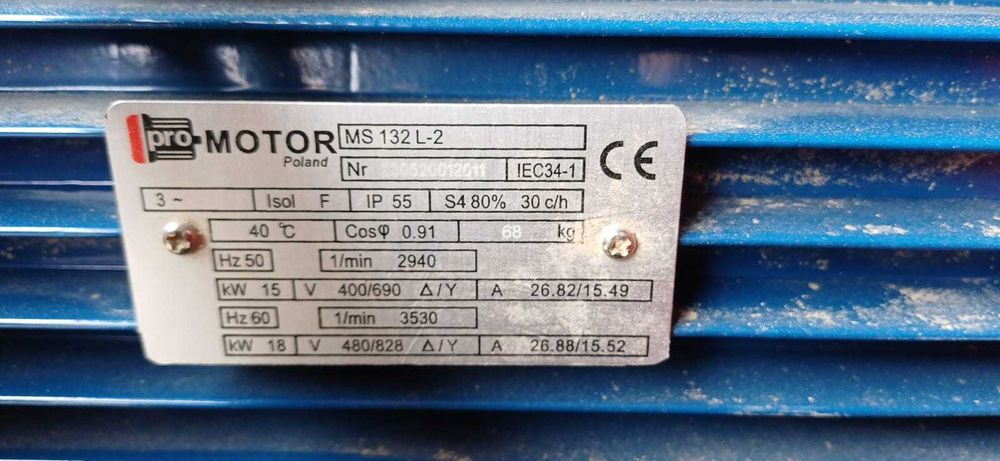 pro-MOTOR MS 132 L-2
Poland
Nr IEC34-1
CE
3 ~ Isol F IP 55 S4 80% 30 c/h
40 °C Cosφ 0.91 68 kg
Hz 50 1/min 2940
kW 15 V 400/690 Δ/Y A 26.82/15.49
Hz 60 1/min 3530
kW 18 V 480/828 Δ/Y A 26.88/15.52